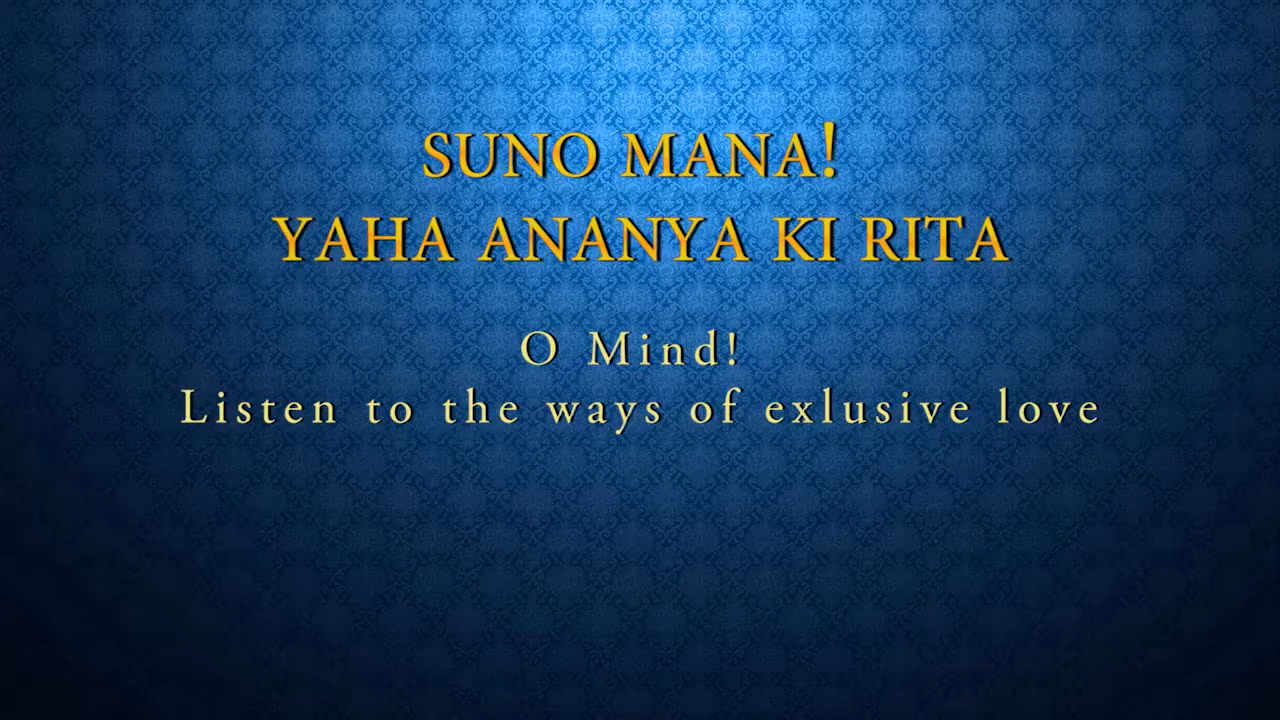 SUNO MANA!
YAHA ANANYA KI RITA
O Mind!
Listen to the ways of exlusive love